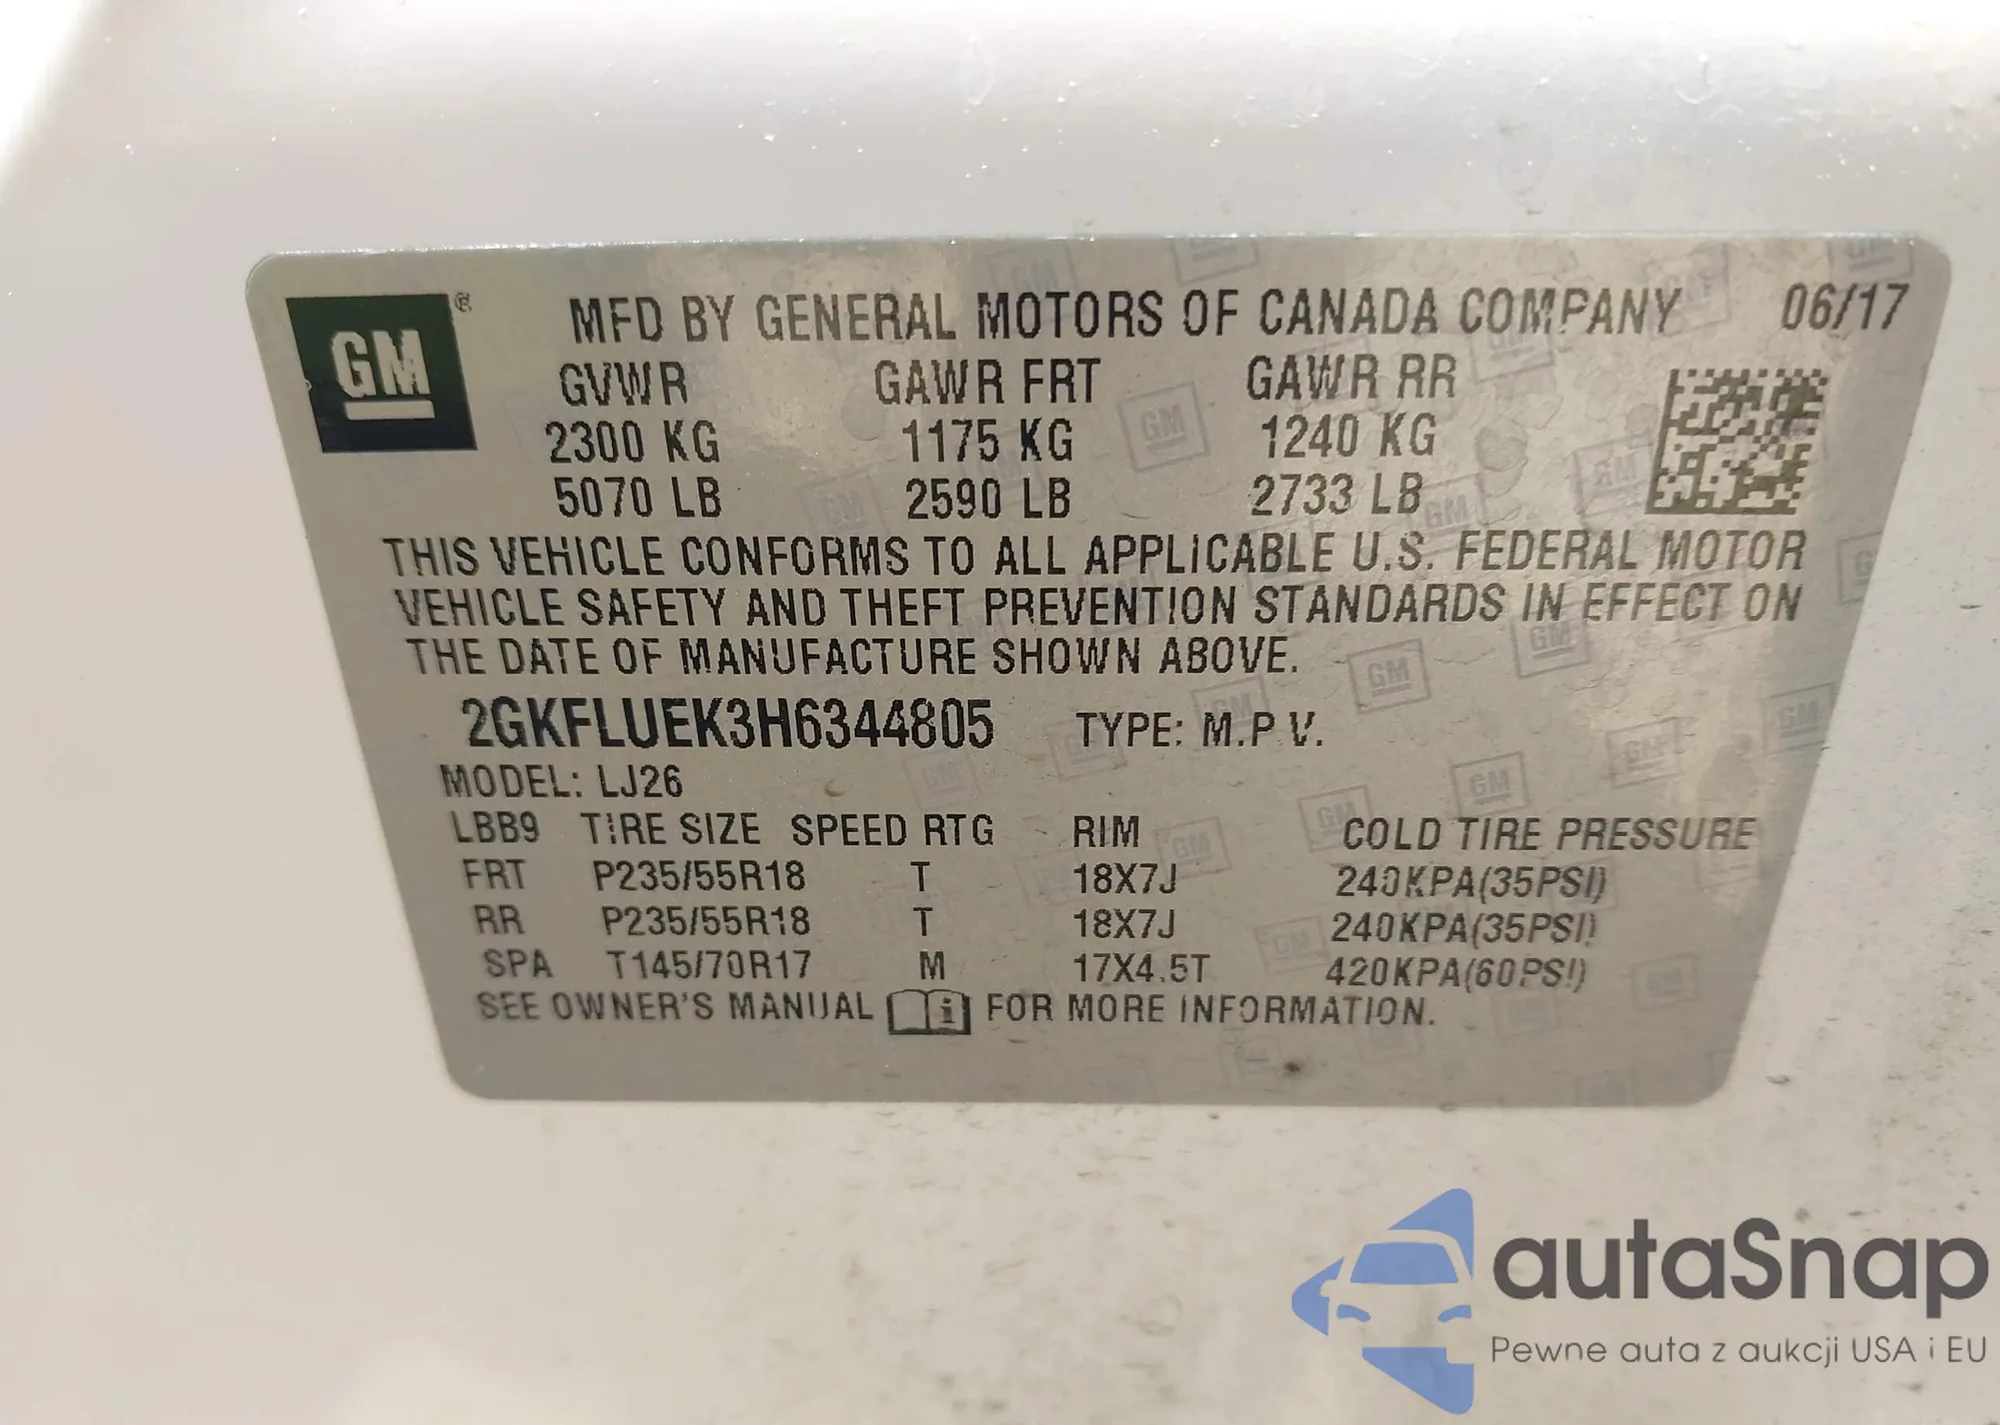 GM ®
MFD BY GENERAL MOTORS OF CANADA COMPANY 06/17
GVWR GAWR FRT GAWR RR
2300 KG 1175 KG 1240 KG
5070 LB 2590 LB 2733 LB
THIS VEHICLE CONFORMS TO ALL APPLICABLE U.S. FEDERAL MOTOR
VEHICLE SAFETY AND THEFT PREVENTION STANDARDS IN EFFECT ON
THE DATE OF MANUFACTURE SHOWN ABOVE.
2GKFLUEK3H6344805 TYPE: M.P.V.
MODEL: LJ26
LBB9 TIRE SIZE SPEED RTG RIM COLD TIRE PRESSURE
FRT P235/55R18 T 18X7J 240KPA(35PSI)
RR P235/55R18 T 18X7J 240KPA(35PSI)
SPA T145/70R17 M 17X4.5T 420KPA(60PSI)
SEE OWNER'S MANUAL FOR MORE INFORMATION.
autaSnap
Pewne auta z aukcji USA i EU